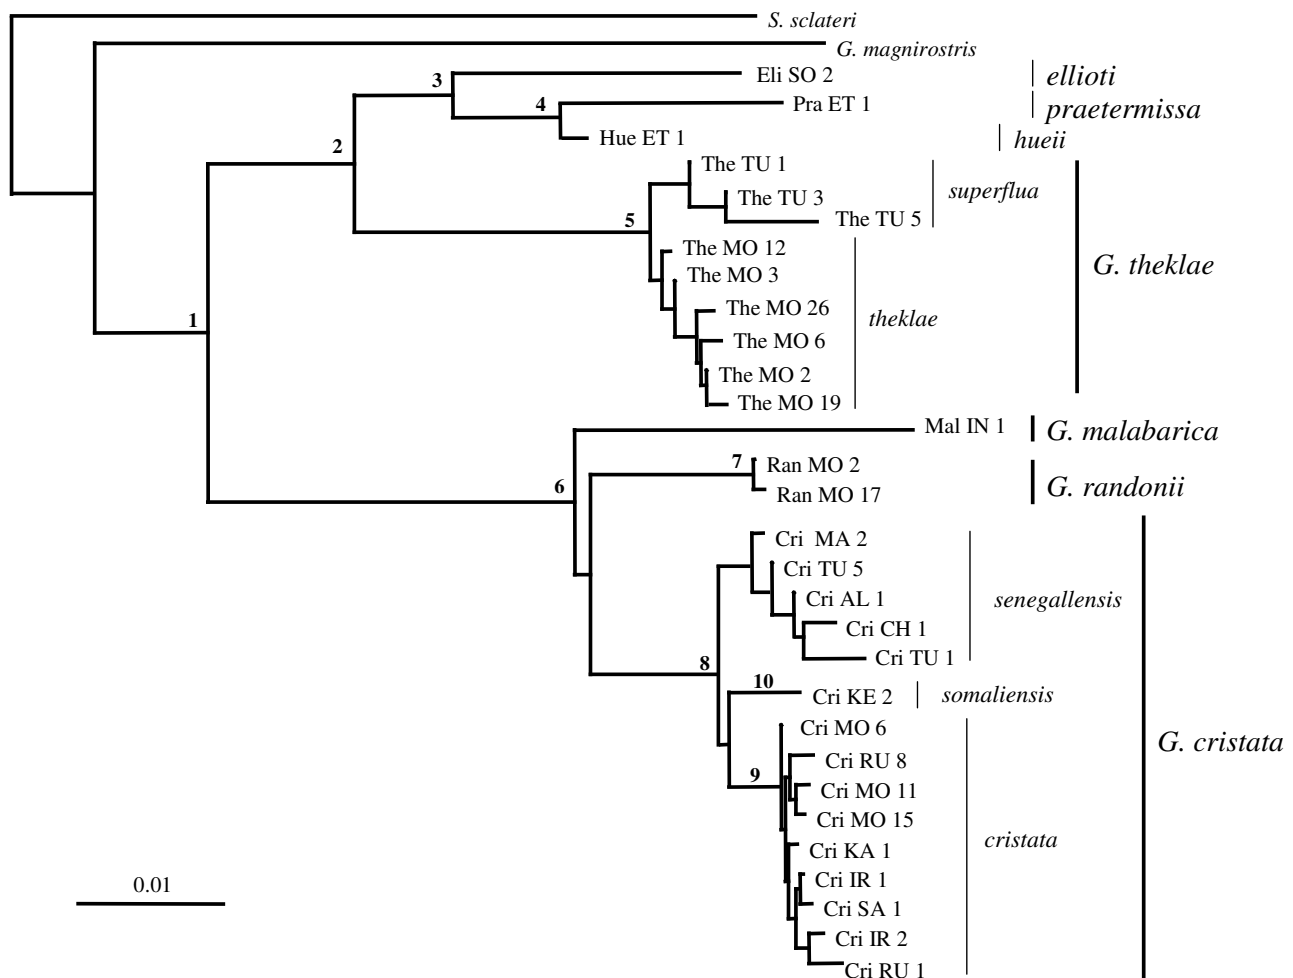 S. sclateri
G. magnirostris
3
Eli SO 2
ellioti
4
Pra ET 1
praetermissa
2
Hue ET 1
hueii
The TU 1
The TU 3
superflua
5
The TU 5
The MO 12
G. theklae
The MO 3
The MO 26
theklae
1
The MO 6
The MO 2
The MO 19
Mal IN 1
G. malabarica
7
Ran MO 2
6
Ran MO 17
G. randonii
Cri MA 2
Cri TU 5
Cri AL 1
senegallensis
Cri CH 1
8
Cri TU 1
10
Cri KE 2
somaliensis
Cri MO 6
G. cristata
Cri RU 8
9
Cri MO 11
Cri MO 15
cristata
Cri KA 1
0.01
Cri IR 1
Cri SA 1
Cri IR 2
Cri RU 1